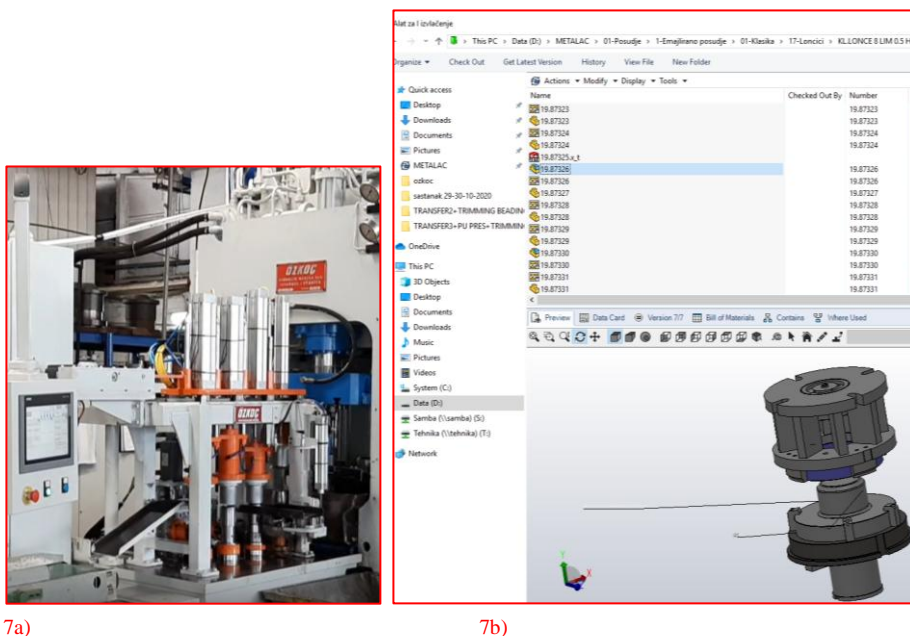 Alat za I izvlačenje
This PC > Data (D:) > METALAC > 01-Posudje > 1-Emajlirano posudje > 01-Klasika > 17-Loncici > KL.LONCE 8 LIM 0.5 H
Organize Check Out Get Latest Version History View File New Folder
Actions Modify Display Tools
Name Checked Out By Number
19.87323 19.87323
19.87323 19.87323
19.87324 19.87324
19.87324 19.87324
19.87325.x_t
19.87326 19.87326
19.87326 19.87326
19.87327 19.87327
19.87328 19.87328
19.87328 19.87328
19.87329 19.87329
19.87329 19.87329
19.87330 19.87330
19.87330 19.87330
19.87331 19.87331
19.87331 19.87331
Quick access
Desktop
Downloads
Documents
Pictures
METALAC
ozkoc
sastanak 29-30-10-2020
TRANSFER2+TRIMMING BEADIN
TRANSFER3+PU PRES+TRIMMIN
OneDrive
This PC
3D Objects
Desktop
Documents
Downloads
Music
Pictures
Videos
System (C:)
Data (D:)
Samba (\\samba) (S:)
Tehnika (\\tehnika) (T:)
Network
Preview Data Card Version 7/7 Bill of Materials Contains Where Used
Y
X
OZKOÇ
OZKOÇ
7a) 7b)